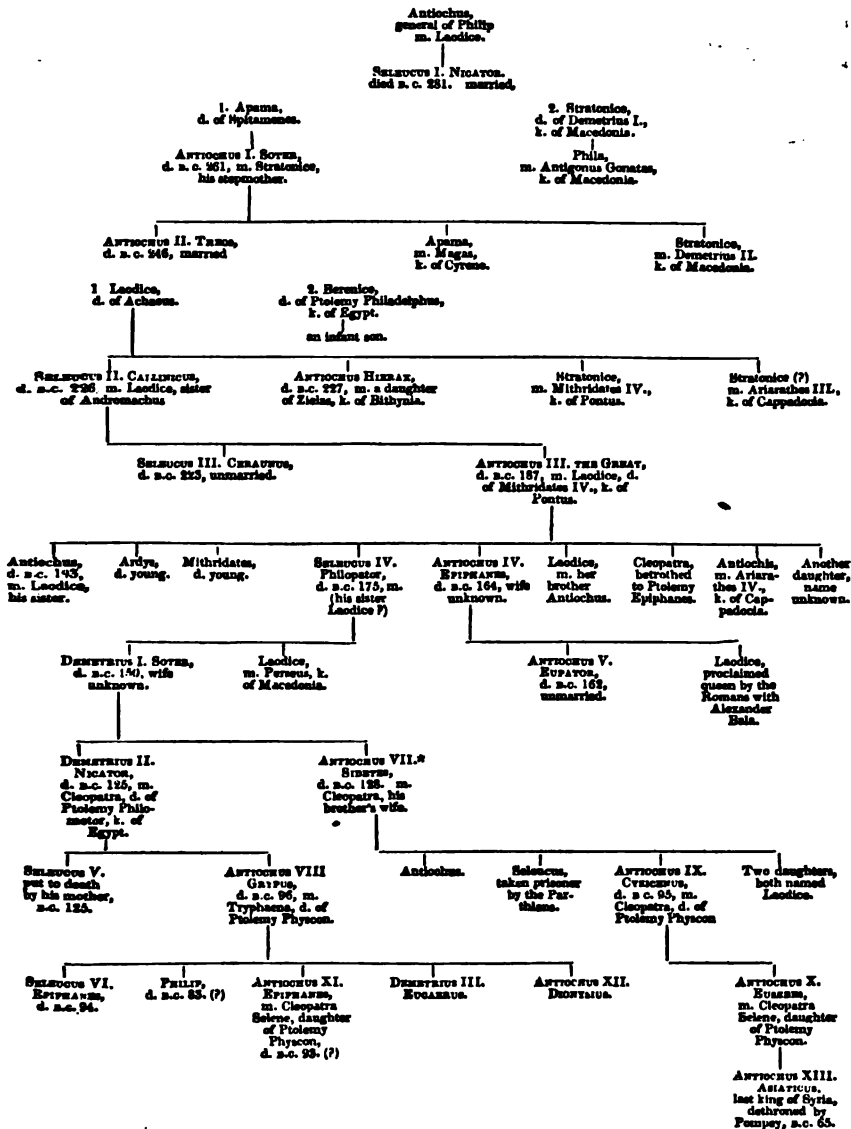 Antiochus,
general of Philip
m. Laodice.
SELEUCUS I. NICATOR.
died B.C. 281. married,
1. Apama,
d. of Spitamenes.
2. Stratonice,
d. of Demetrius I.,
k. of Macedonia.
ANTIOCHUS I. SOTER,
d. B.C. 261, m. Stratonice,
his stepmother.
Phila,
m. Antigonus Gonatas,
k. of Macedonia.
ANTIOCHUS II. THEOS,
d. B.C. 246, married
Apama,
m. Magas,
k. of Cyrene.
Stratonice,
m. Demetrius II.
k. of Macedonia.
1 Laodice,
d. of Achaeus.
2. Berenice,
d. of Ptolemy Philadelphus,
k. of Egypt.
an infant son.
SELEUCUS II. CALLINICUS,
d. B.C. 226, m. Laodice, sister
of Andromachus
ANTIOCHUS HIERAX,
d. B.C. 227, m. a daughter
of Zielas, k. of Bithynia.
Stratonice,
m. Mithridates IV.,
k. of Pontus.
Stratonice (?)
m. Ariarathes III.,
k. of Cappadocia.
SELEUCUS III. CERAUNUS,
d. B.C. 223, unmarried.
ANTIOCHUS III. THE GREAT,
d. B.C. 187, m. Laodice, d.
of Mithridates IV., k. of
Pontus.
Antiochus,
d. B.C. 193,
m. Laodice,
his sister.
Ardys,
d. young.
Mithridates,
d. young.
SELEUCUS IV.
Philopator,
d. B.C. 175, m.
(his sister
Laodice ?)
ANTIOCHUS IV.
EPIPHANES,
d. B.C. 164, wife
unknown.
Laodice,
m. her
brother
Antiochus.
Cleopatra,
betrothed
to Ptolemy
Epiphanes.
Antiochis,
m. Ariara-
thes IV.,
k. of Cap-
padocia.
Another
daughter,
name
unknown.
DEMETRIUS I. SOTER,
d. B.C. 150, wife
unknown.
Laodice,
m. Perseus, k.
of Macedonia.
ANTIOCHUS V.
EUPATOR,
d. B.C. 162,
unmarried.
Laodice,
proclaimed
queen by the
Romans with
Alexander
Bala.
DEMETRIUS II.
NICATOR,
d. B.C. 125, m.
Cleopatra, d. of
Ptolemy Philo-
metor, k. of
Egypt.
ANTIOCHUS VII.*
SIDETES,
d. B.C. 128. m.
Cleopatra, his
brother's wife.
SELEUCUS V.
put to death
by his mother,
B.C. 125.
ANTIOCHUS VIII
GRYPUS,
d. B.C. 96, m.
Tryphaena, d. of
Ptolemy Physcon.
Antiochus.
Seleucus,
taken prisoner
by the Par-
thians.
ANTIOCHUS IX.
CYZICENUS,
d. B.C. 95, m.
Cleopatra, d. of
Ptolemy Physcon
Two daughters,
both named
Laodice.
SELEUCUS VI.
EPIPHANES,
d. B.C. 94.
PHILIP,
d. B.C. 83. (?)
ANTIOCHUS XI.
EPIPHANES,
m. Cleopatra
Selene, daughter
of Ptolemy
Physcon,
d. B.C. 93. (?)
DEMETRIUS III.
EUCAERUS.
ANTIOCHUS XII.
DIONYSIUS.
ANTIOCHUS X.
EUSEBES,
m. Cleopatra
Selene, daughter
of Ptolemy
Physcon.
ANTIOCHUS XIII.
ASIATICUS,
last king of Syria,
dethroned by
Pompey, B.C. 65.